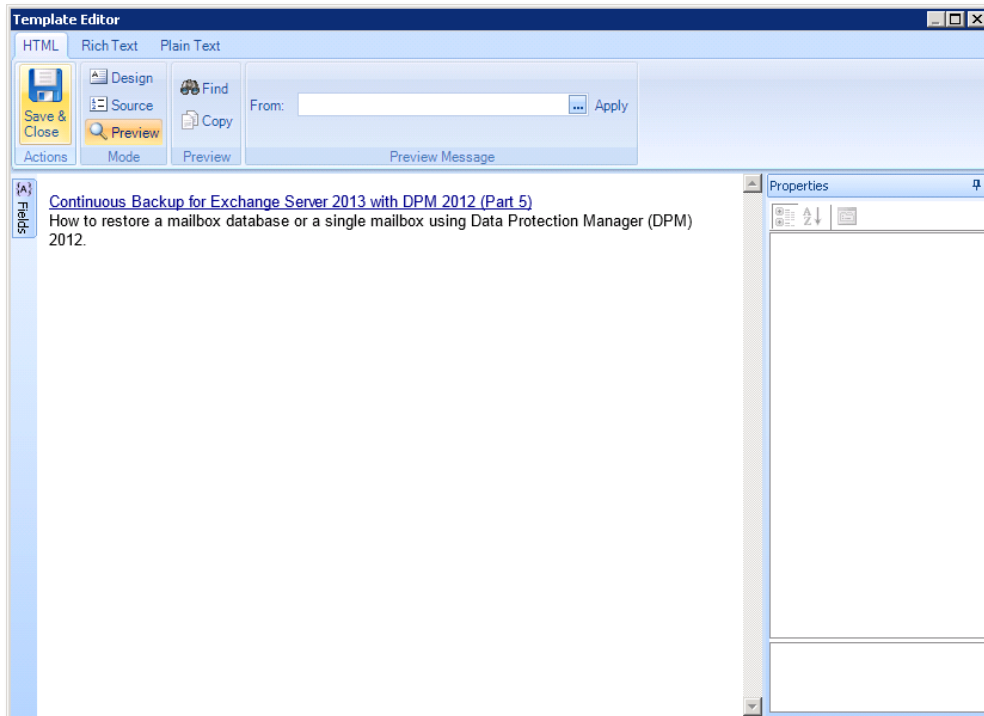 Template Editor
HTML Rich Text Plain Text
Save & Close
Design
Source
Preview
Find
Copy
From: ... Apply
Actions Mode Preview Preview Message
{A} Fields
Continuous Backup for Exchange Server 2013 with DPM 2012 (Part 5)
How to restore a mailbox database or a single mailbox using Data Protection Manager (DPM)
2012.
Properties